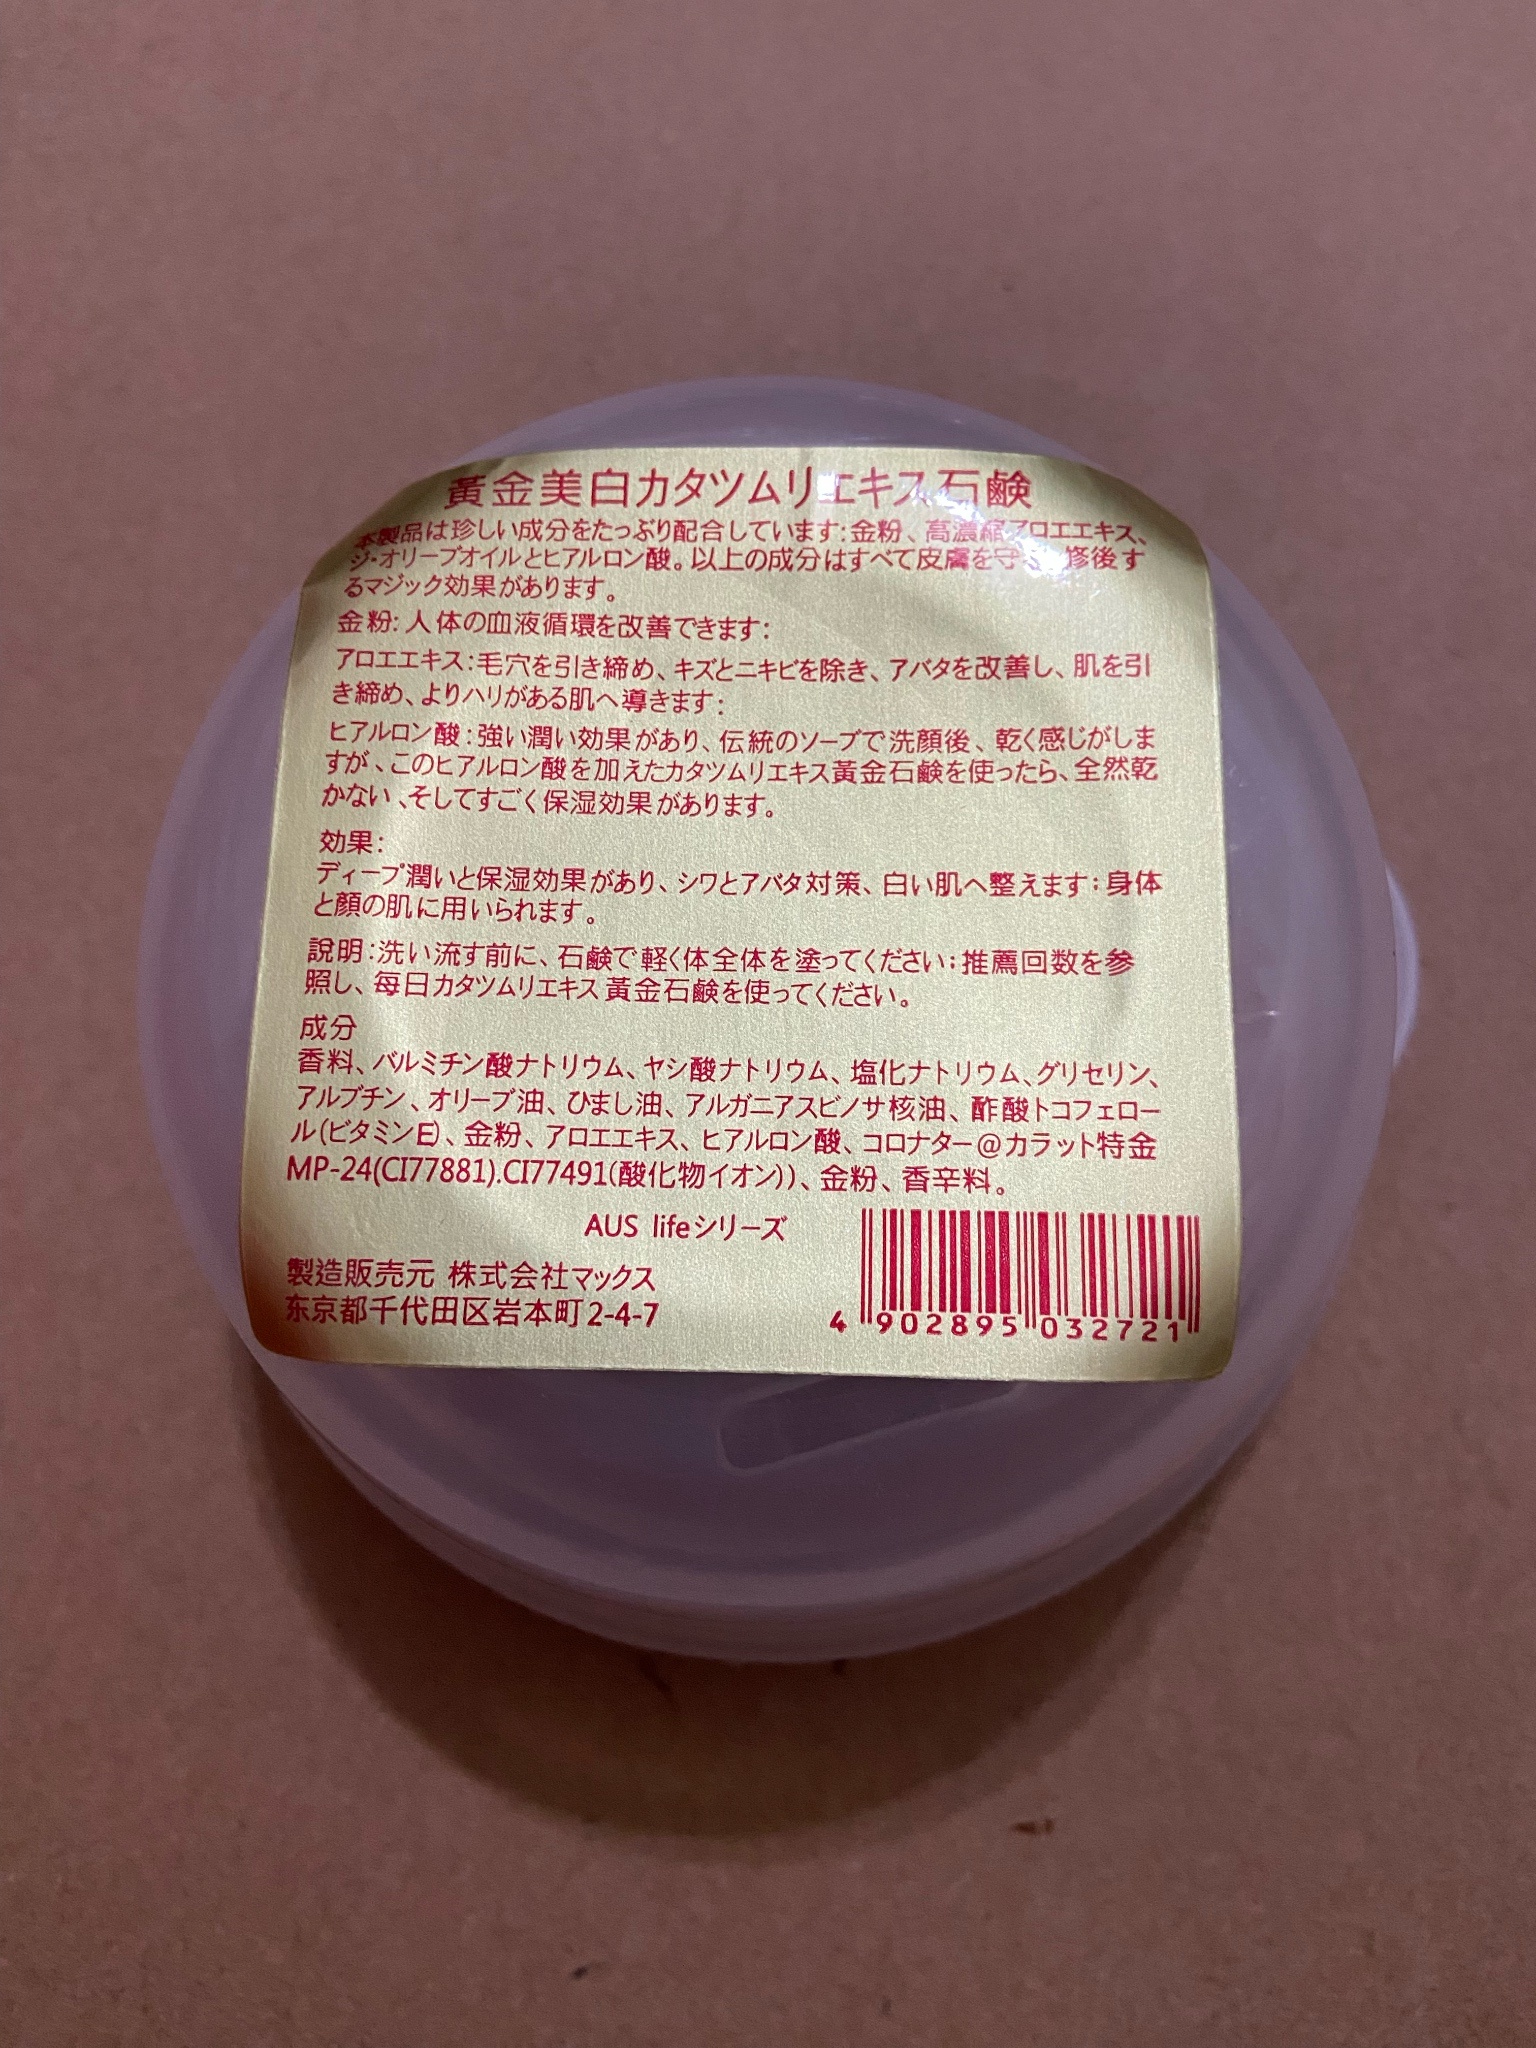 黃金美白カタツムリエキス石鹸
本製品は珍しい成分をたっぷり配合しています:金粉、高濃縮アロエエキス、
ジ・オリーブオイルとヒアルロン酸。以上の成分はすべて皮膚を守 修後す
るマジック効果があります。
金粉:人体の血液循環を改善できます:
アロエエキス:毛穴を引き締め、キズとニキビを除き、アバタを改善し、肌を引
き締め、よりハリがある肌へ導きます:
ヒアルロン酸:強い潤い効果があり、伝統のソープで洗顔後、乾く感じがしま
すが、このヒアルロン酸を加えたカタツムリエキス黃金石鹸を使ったら、全然乾
かない、そしてすごく保湿効果があります。
効果:
ディープ潤いと保湿効果があり、シワとアバタ対策、白い肌へ整えます:身体
と顔の肌に用いられます。
說明:洗い流す前に、石鹸で軽く体全体を塗ってください:推薦回数を参
照し、毎日カタツムリエキス黃金石鹸を使ってください。
成分
香料、バルミチン酸ナトリウム、ヤシ酸ナトリウム、塩化ナトリウム、グリセリン、
アルブチン、オリーブ油、ひまし油、アルガニアスピノサ核油、酢酸トコフェロー
ル(ビタミンE)、金粉、アロエエキス、ヒアルロン酸、コロナター@カラット特金
MP-24(CI77881).CI77491(酸化物イオン))、金粉、香辛料。
AUS lifeシリーズ
製造販売元 株式会社マックス
东京都千代田区岩本町2-4-7
4 902895 032721